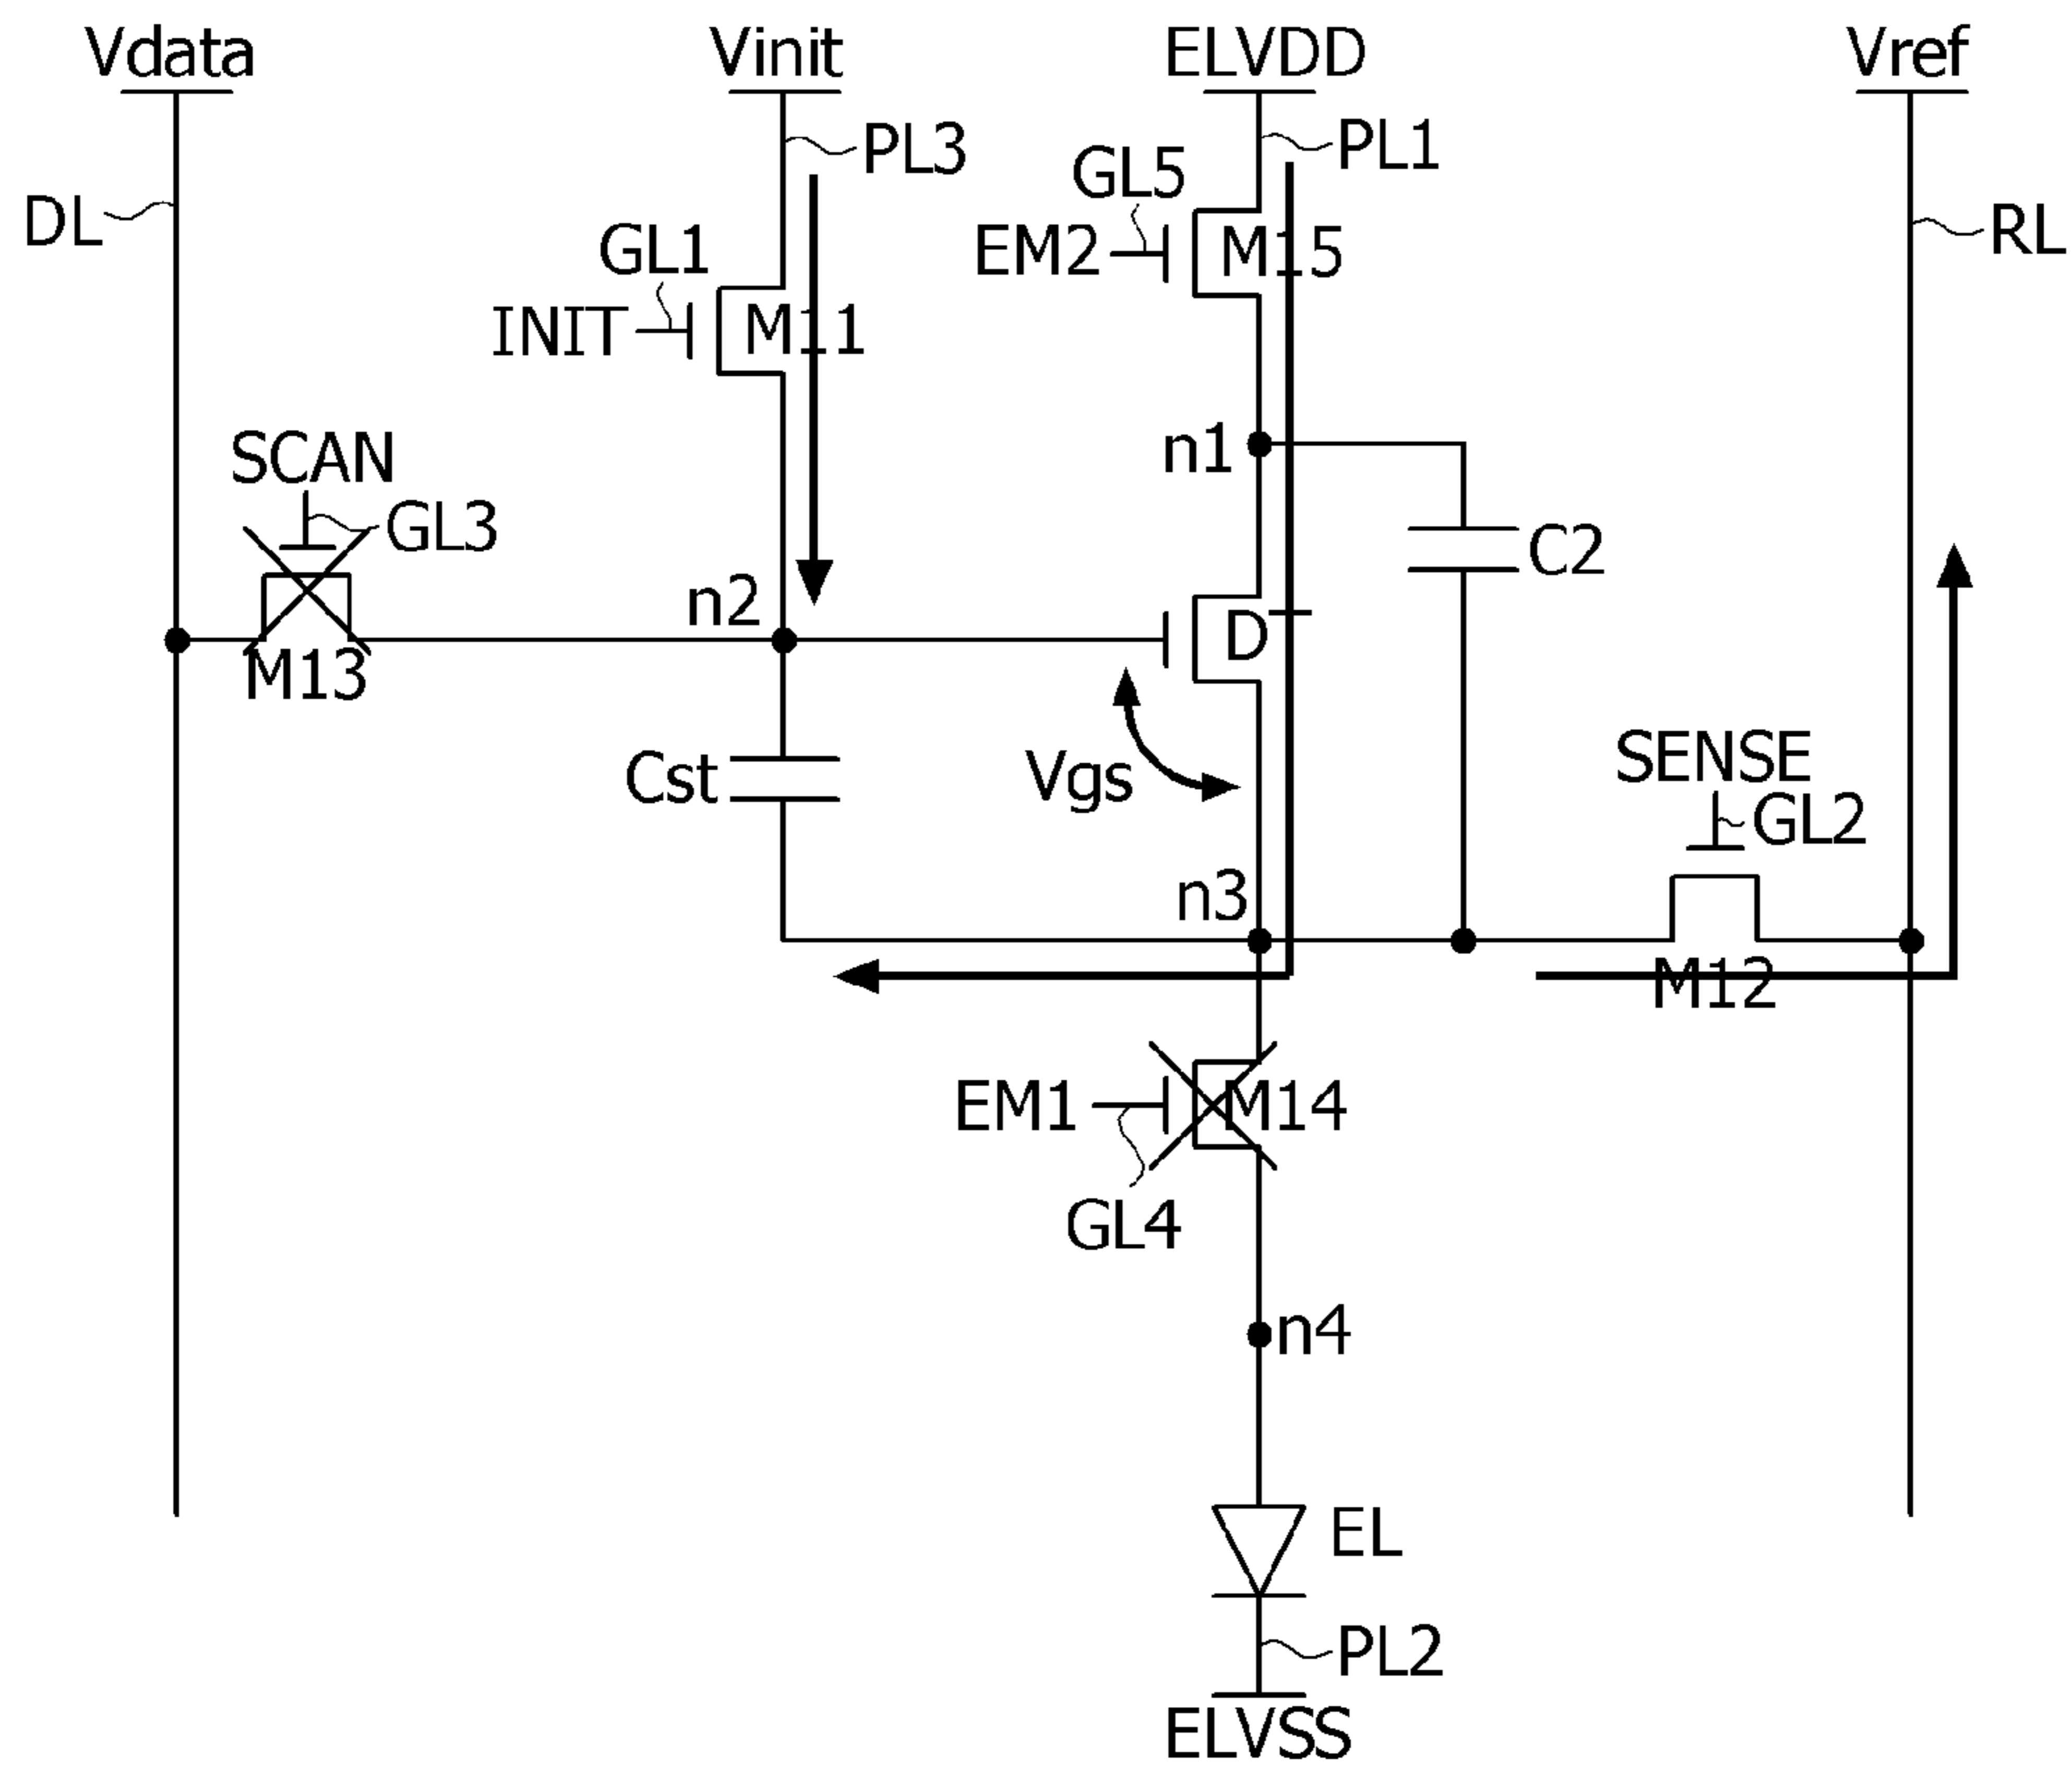 Vdata
Vinit
ELVDD
Vref
PL3
PL1
GL5
DL
GL1
EM2
M15
RL
INIT
M11
SCAN
n1
GL3
C2
n2
DT
M13
Cst
Vgs
SENSE
GL2
n3
M12
EM1
M14
GL4
n4
EL
PL2
ELVSS